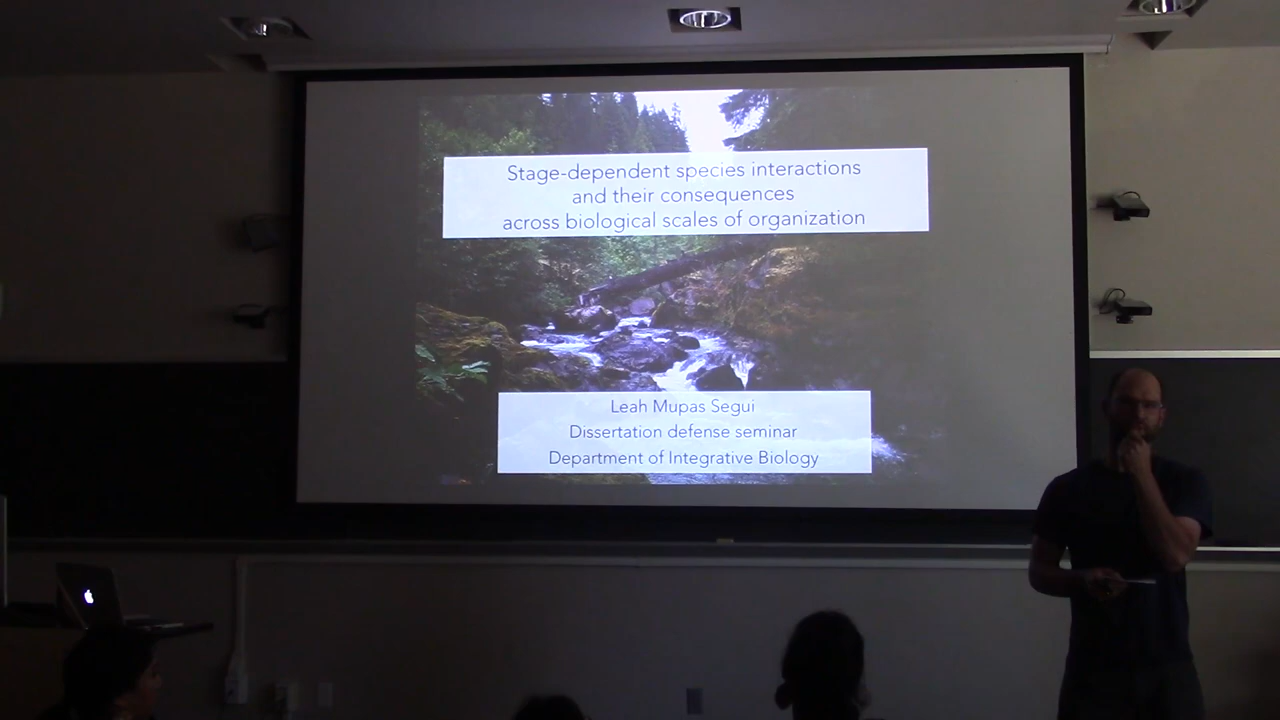 Stage-dependent species interactions
and their consequences
across biological scales of organization
Leah Mupas Segui
Dissertation defense seminar
Department of Integrative Biology